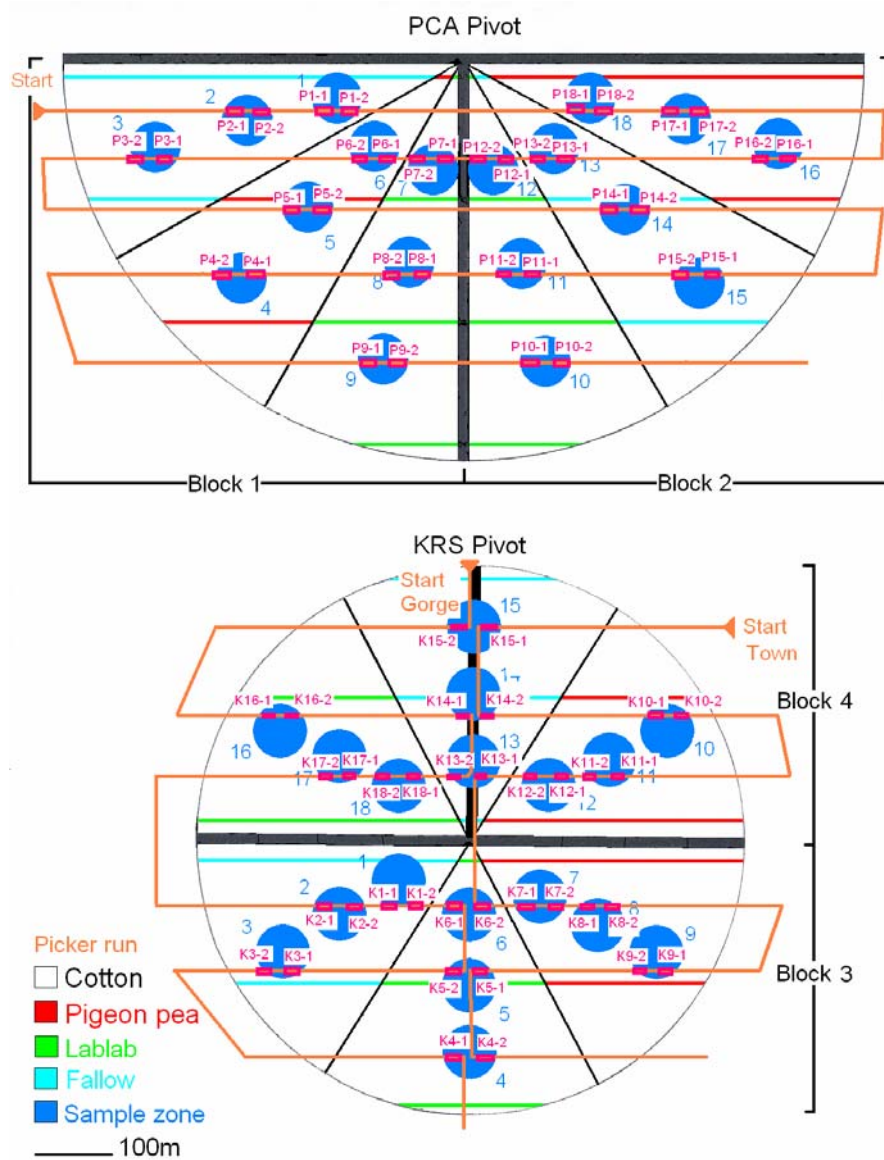 PCA Pivot
Start
1
P1-1 P1-2
P18-1 P18-2
18
2
P2-1 P2-2
P17-1 P17-2
17
3
P3-2 P3-1
P6-2 P6-1
6
P7-1
P7-2
7
P12-2
P12-1
12
P13-2 P13-1
13
P16-2 P16-1
16
P5-1 P5-2
5
P14-1 P14-2
14
P4-2 P4-1
4
P8-2 P8-1
8
P11-2 P11-1
11
P15-2 P15-1
15
P9-1 P9-2
9
P10-1 P10-2
10
Block 1
Block 2
KRS Pivot
Start
Gorge
15
K15-2 K15-1
Start
Town
14
K14-1 K14-2
K16-1 K16-2
16
K10-1 K10-2
10
Block 4
13
K13-2 K13-1
K17-2 K17-1
17
K11-2 K11-1
11
K18-2 K18-1
18
K12-2 K12-1
12
1
K1-1 K1-2
2
K2-1 K2-2
7
K7-1 K7-2
8
K8-1 K8-2
K6-1 K6-2
6
3
K3-2 K3-1
9
K9-2 K9-1
K5-2 K5-1
5
Block 3
K4-1 K4-2
4
Picker run
Cotton
Pigeon pea
Lablab
Fallow
Sample zone
100m